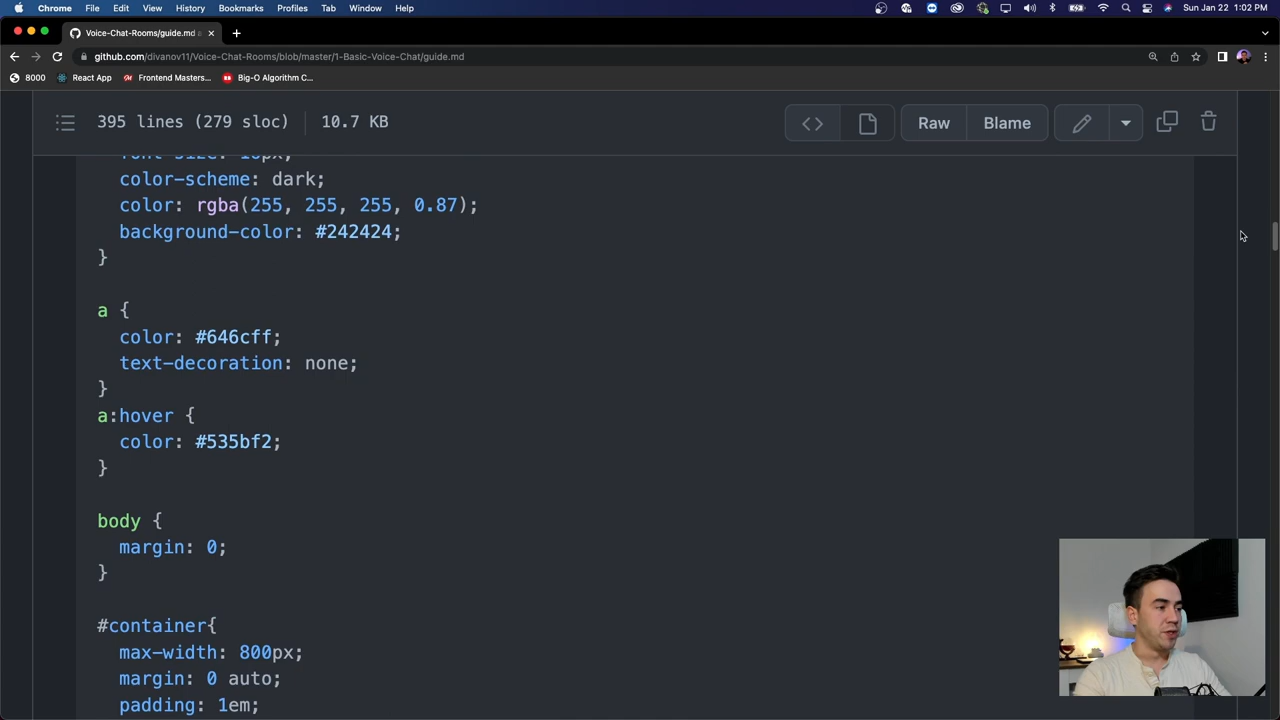 Chrome File Edit View History Bookmarks Profiles Tab Window Help Sun Jan 22 1:02 PM
Voice-Chat-Rooms/guide.md a
github.com/divanov11/Voice-Chat-Rooms/blob/master/1-Basic-Voice-Chat/guide.md
8000 React App Frontend Masters... Big-O Algorithm C...
395 lines (279 sloc) 10.7 KB Raw Blame
color-scheme: dark;
color: rgba(255, 255, 255, 0.87);
background-color: #242424;
}
a {
color: #646cff;
text-decoration: none;
}
a:hover {
color: #535bf2;
}
body {
margin: 0;
}
#container{
max-width: 800px;
margin: 0 auto;
padding: 1em;